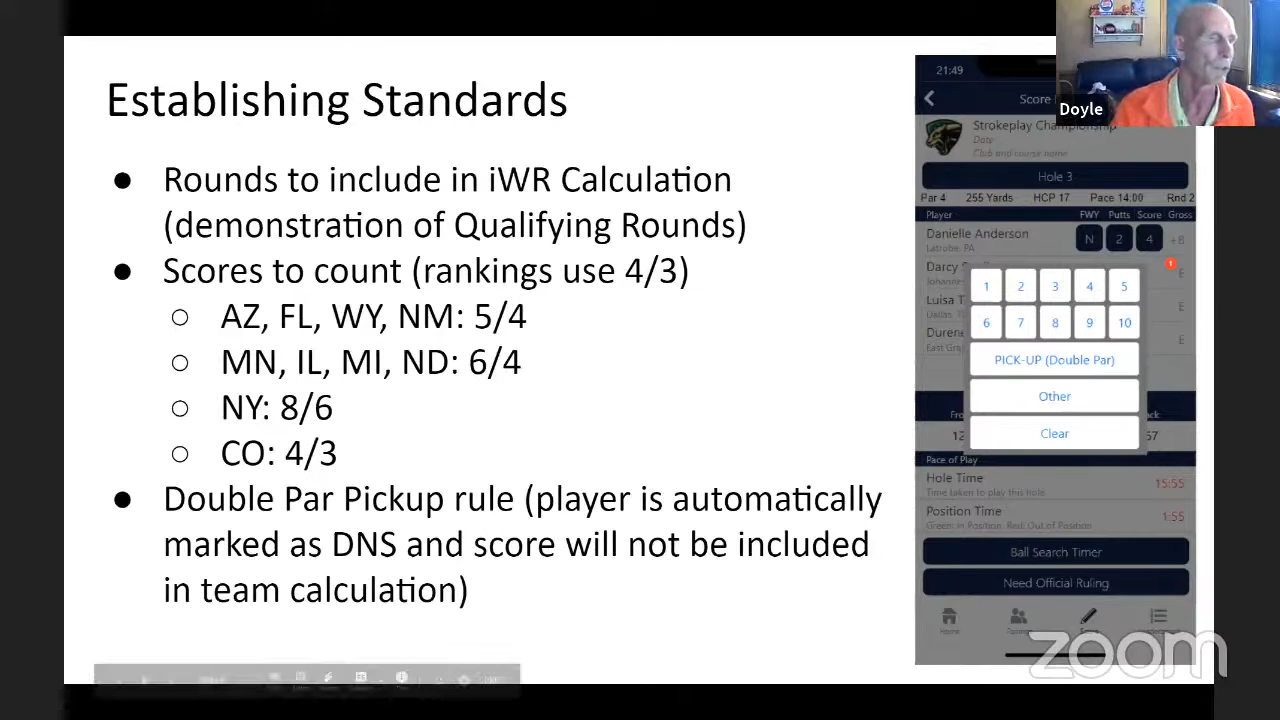 Establishing Standards
● Rounds to include in iWR Calculation
(demonstration of Qualifying Rounds)
● Scores to count (rankings use 4/3)
○ AZ, FL, WY, NM: 5/4
○ MN, IL, MI, ND: 6/4
○ NY: 8/6
○ CO: 4/3
● Double Par Pickup rule (player is automatically
marked as DNS and score will not be included
in team calculation)
Doyle
21:49
Score
Strokeplay Championship
Date
Club and course name
Hole 3
Par 4 255 Yards HCP 17 Pace 14:00 Rnd 2
Player FWY Putts Score Gross
Danielle Anderson N 2 4 +8
Latrobe, PA
Darcy E
1
Luisa T E
Dallas,
E
East
1 2 3 4 5
6 7 8 9 10
PICK-UP (Double Par)
Other
Clear
12 57
Pace of Play
Hole Time 15:55
Time taken to play this hole
Position Time 1:55
Green: In Position, Red: Out of Position
Ball Search Timer
Need Official Ruling
Home
zoom